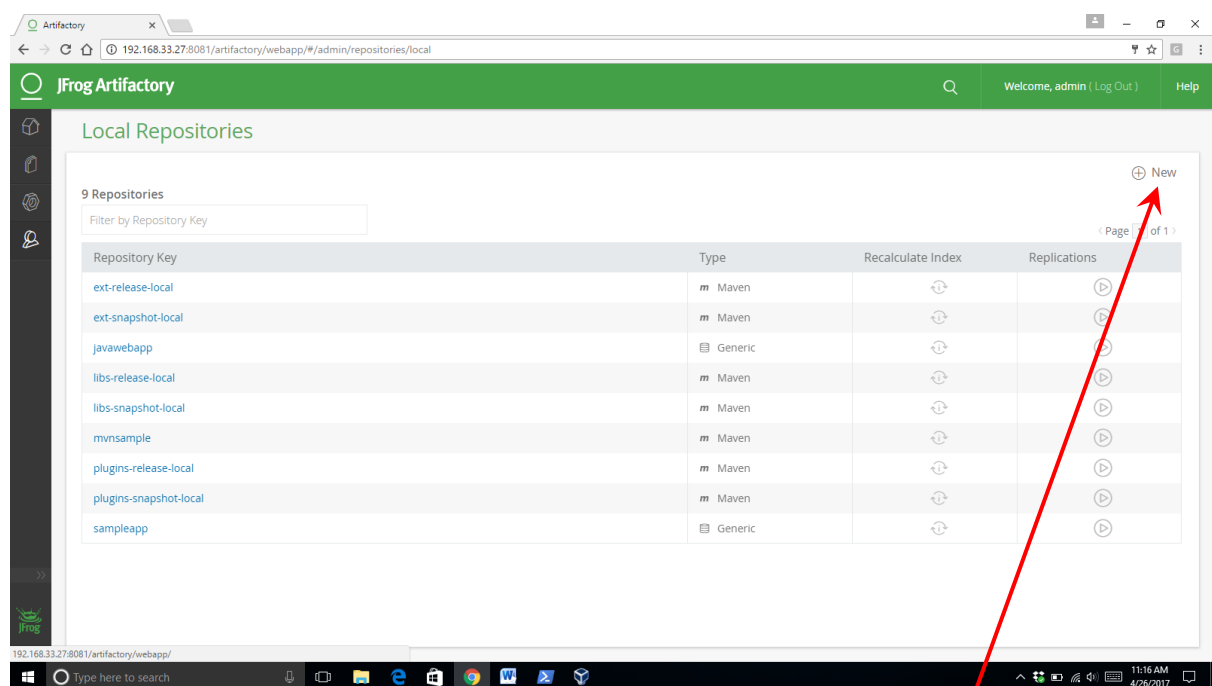 Artifactory
192.168.33.27:8081/artifactory/webapp/#/admin/repositories/local
JFrog Artifactory
Welcome, admin ( Log Out )
Help
Local Repositories
New
9 Repositories
Filter by Repository Key
Page of 1
Repository Key Type Recalculate Index Replications
ext-release-local m Maven
ext-snapshot-local m Maven
javawebapp Generic
libs-release-local m Maven
libs-snapshot-local m Maven
mvnsample m Maven
plugins-release-local m Maven
plugins-snapshot-local m Maven
sampleapp Generic
JFrog
192.168.33.27:8081/artifactory/webapp/
Type here to search
11:16 AM
4/26/2017